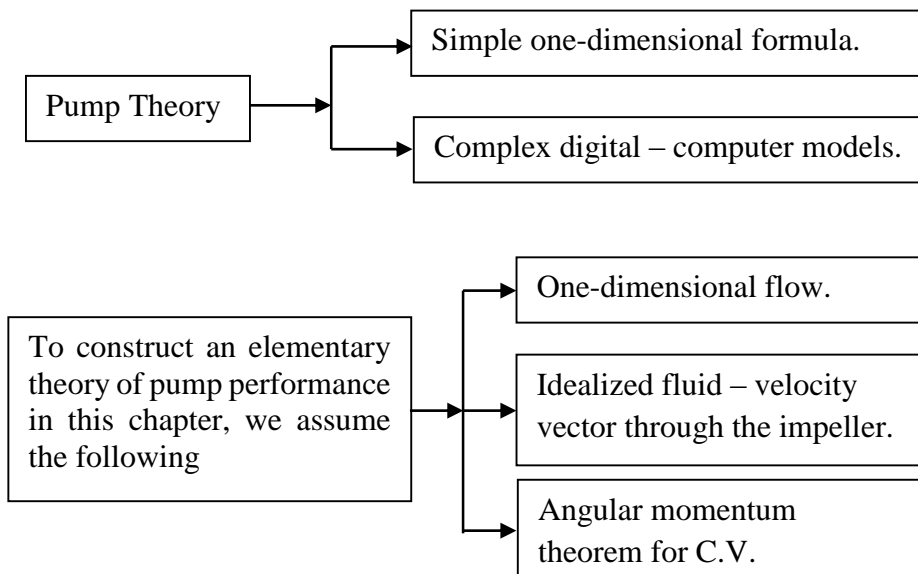 Simple one-dimensional formula.
Pump Theory
Complex digital – computer models.
One-dimensional flow.
To construct an elementary
theory of pump performance
in this chapter, we assume
the following
Idealized fluid – velocity
vector through the impeller.
Angular momentum
theorem for C.V.